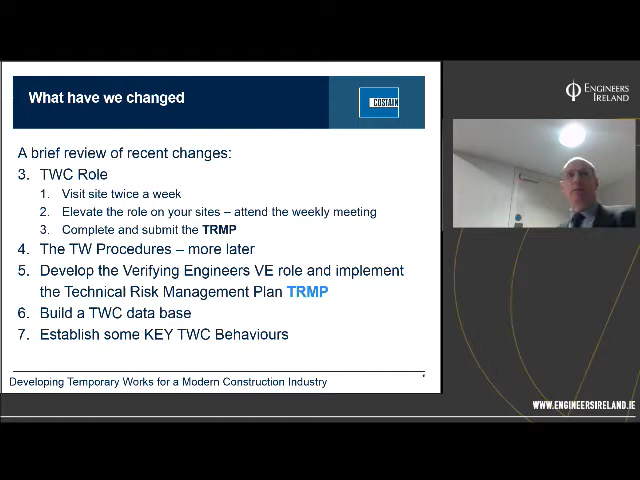 What have we changed
COSTAIN
ENGINEERS
IRELAND
A brief review of recent changes:
3. TWC Role
1. Visit site twice a week
2. Elevate the role on your sites – attend the weekly meeting
3. Complete and submit the TRMP
4. The TW Procedures – more later
5. Develop the Verifying Engineers VE role and implement
the Technical Risk Management Plan TRMP
6. Build a TWC data base
7. Establish some KEY TWC Behaviours
Developing Temporary Works for a Modern Construction Industry
WWW.ENGINEERSIRELAND.IE